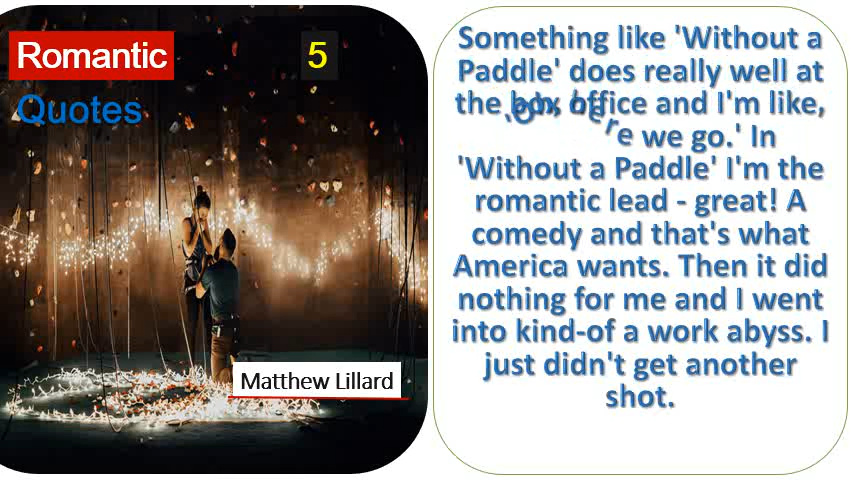 Romantic
5
Quotes
Matthew Lillard
Something like 'Without a
Paddle' does really well at
the box office and I'm like,
'Oh, here we go.' In
'Without a Paddle' I'm the
romantic lead - great! A
comedy and that's what
America wants. Then it did
nothing for me and I went
into kind-of a work abyss. I
just didn't get another
shot.